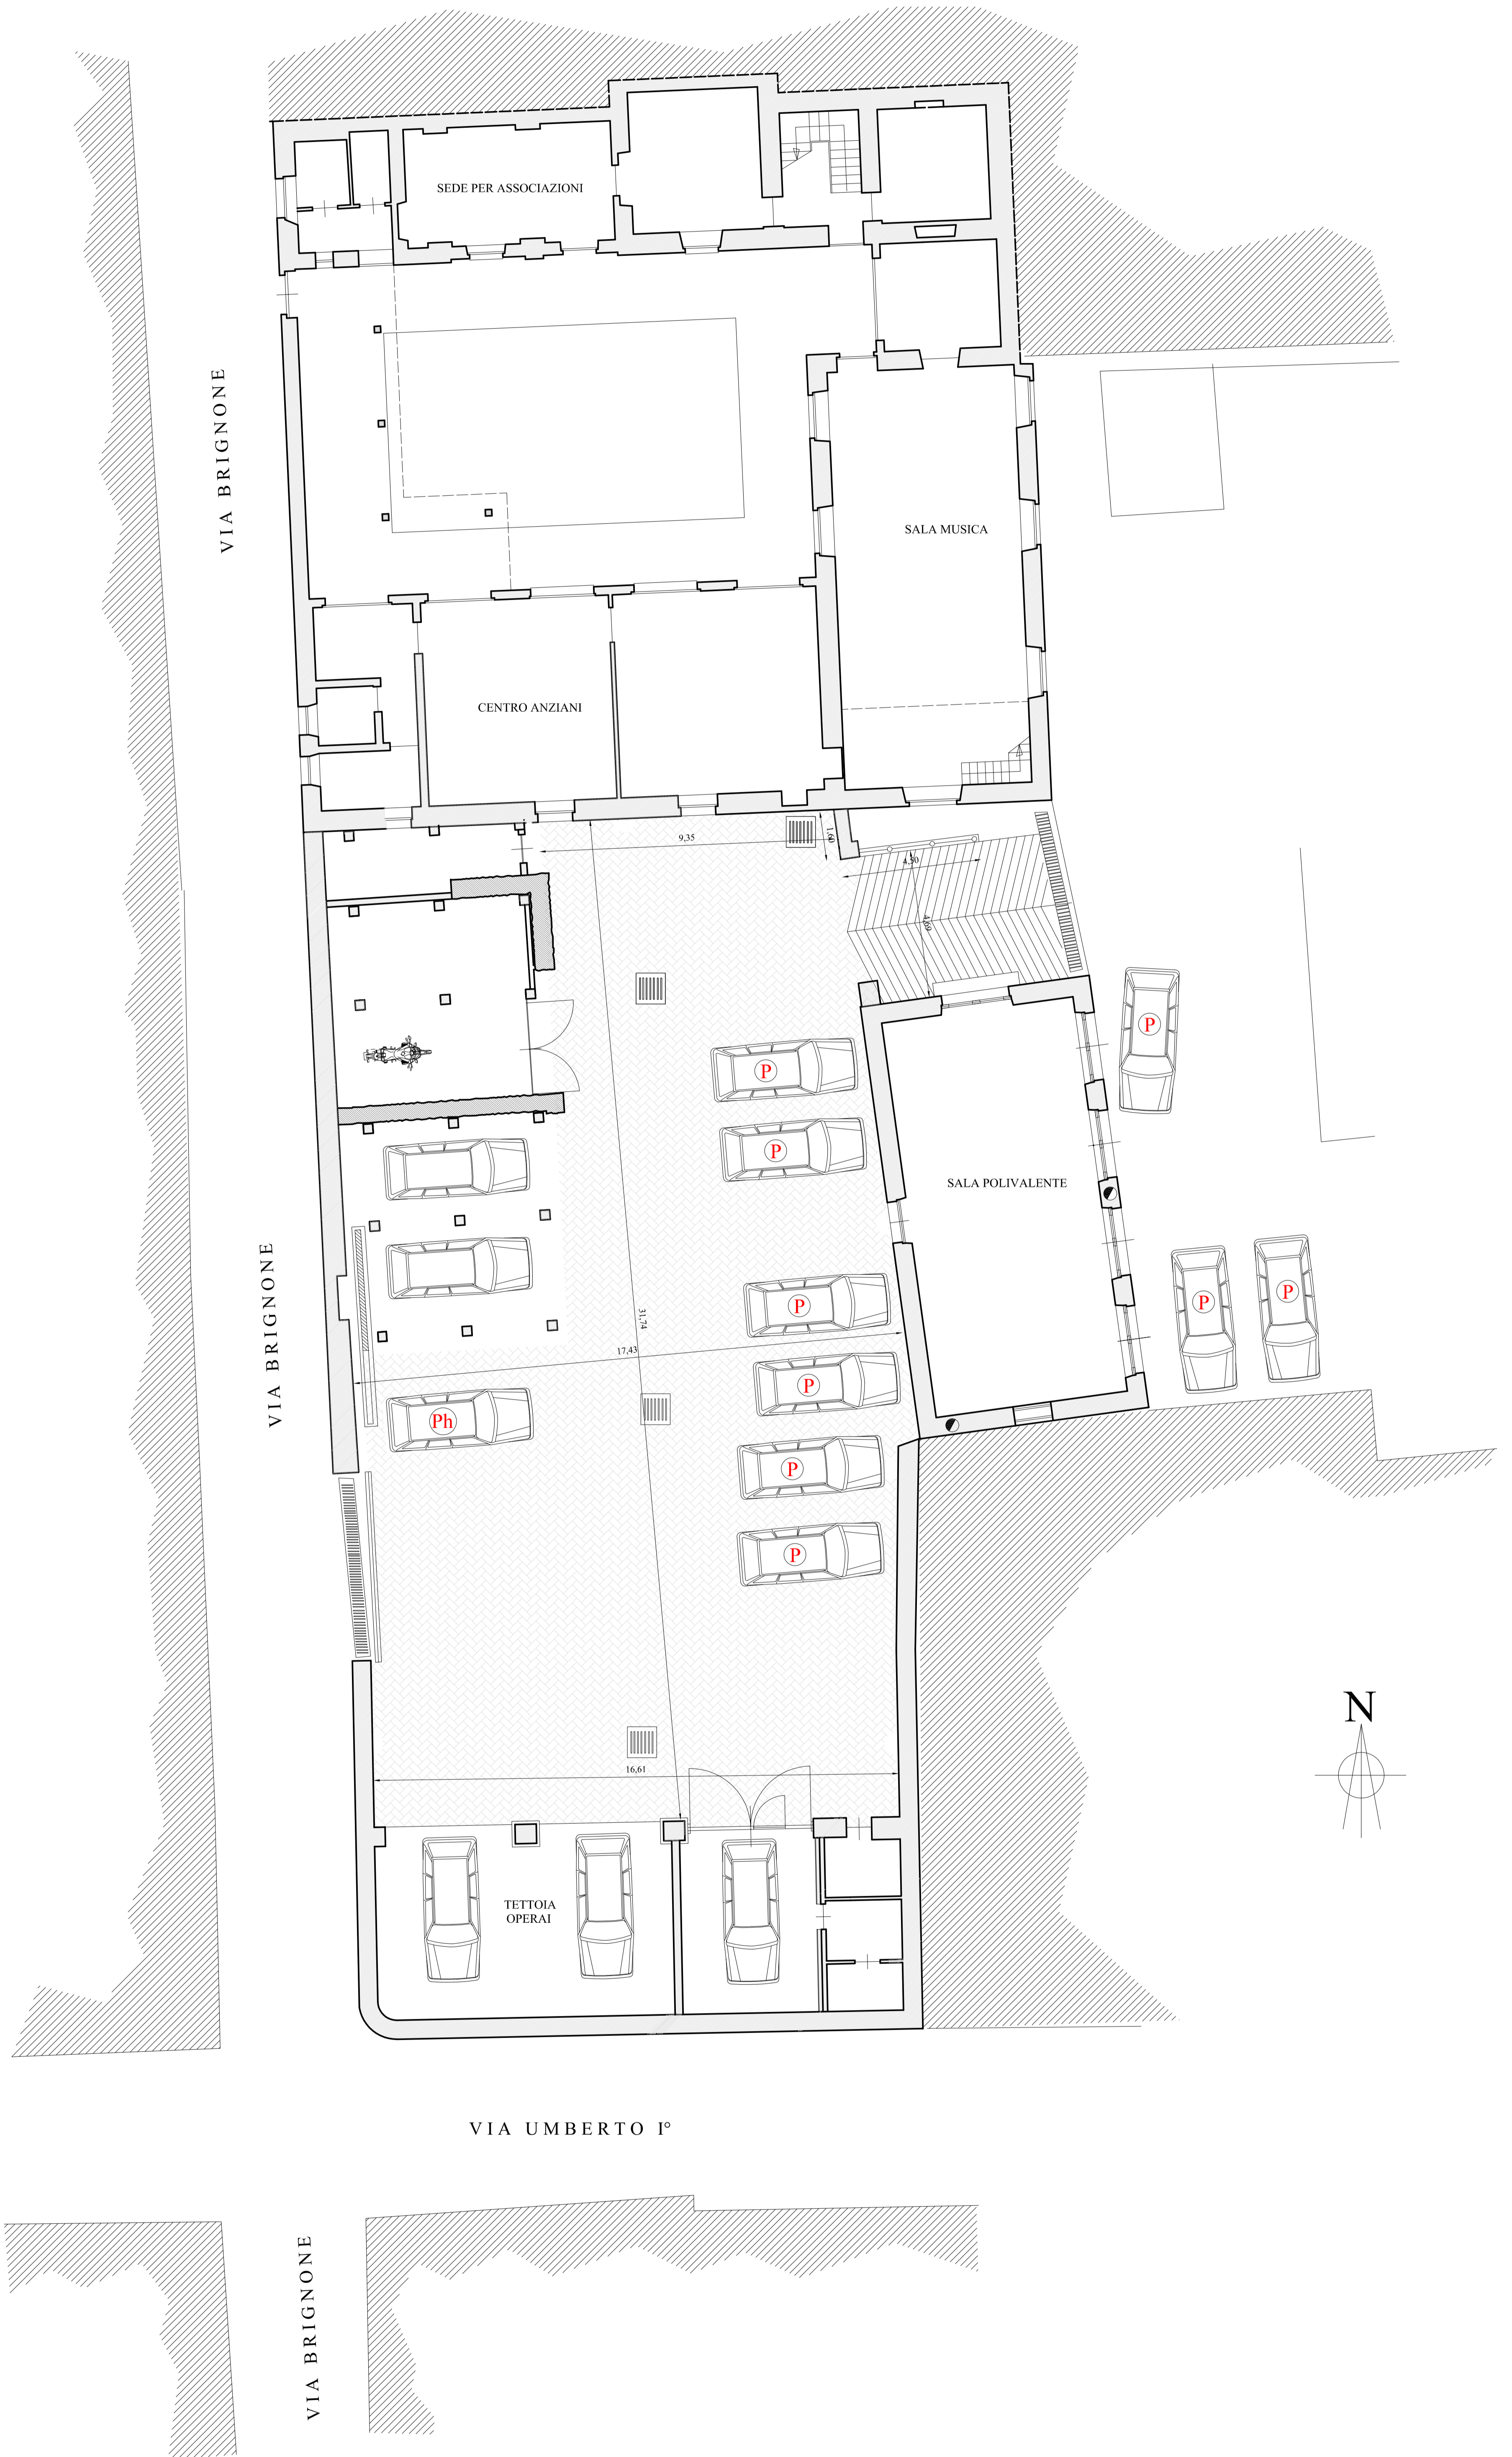 SEDE PER ASSOCIAZIONI
VIA BRIGNONE
SALA MUSICA
CENTRO ANZIANI
9,35
1,60
4,50
4,69
P
P
P
SALA POLIVALENTE
VIA BRIGNONE
P
P
P
31,74
17,43
P
Ph
P
P
N
16,61
TETTOIA
OPERAI
VIA UMBERTO I°
VIA BRIGNONE